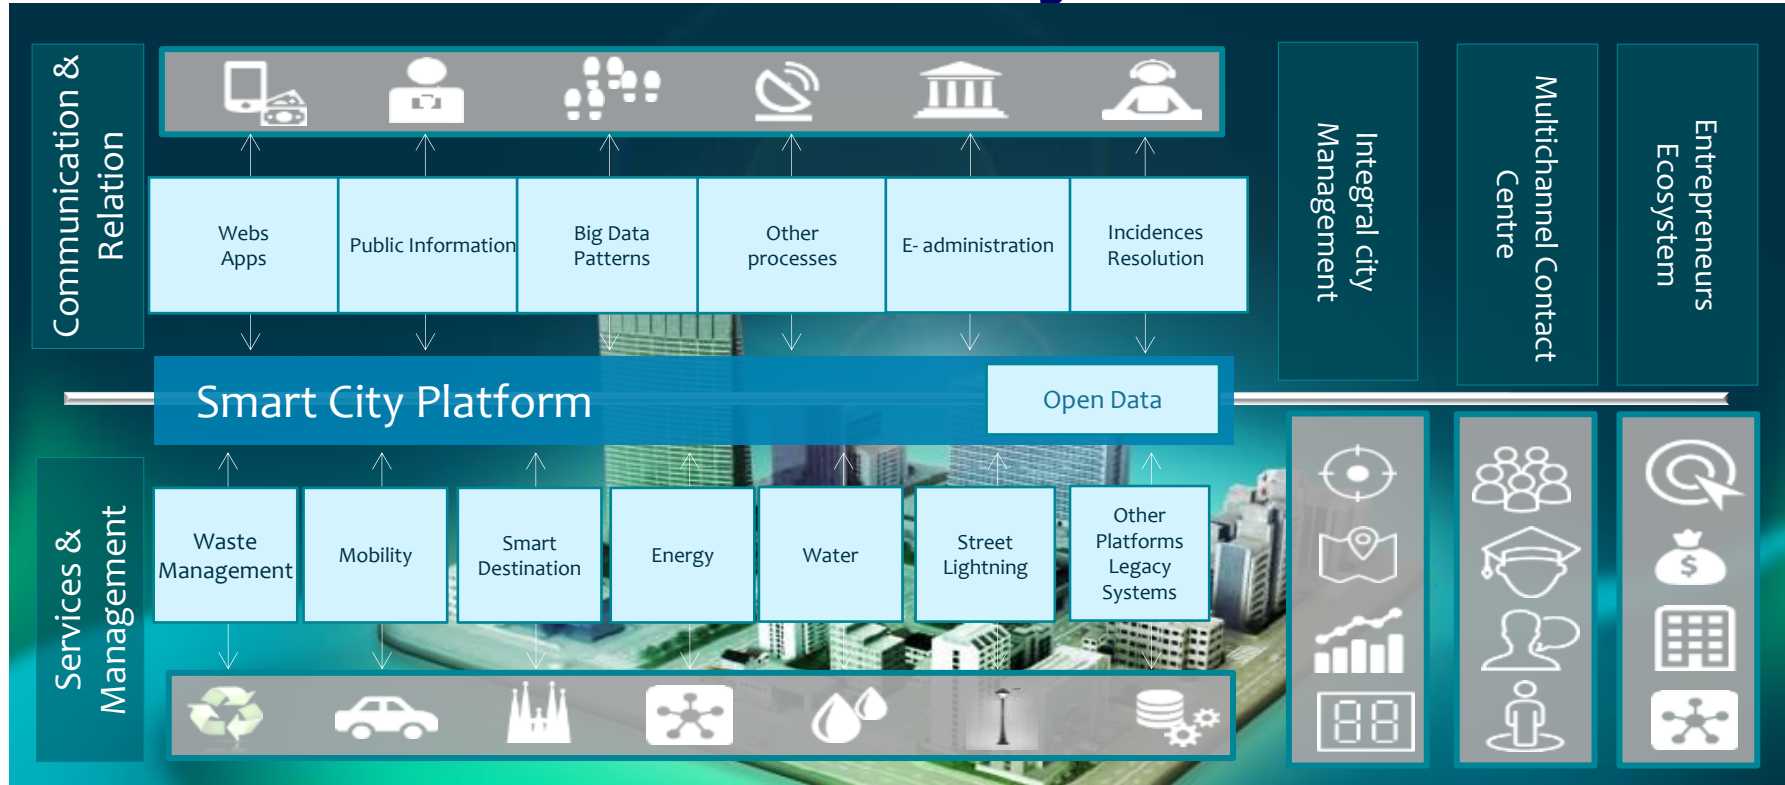 Communication &
Relation
Webs
Apps
Public Information
Big Data
Patterns
Other
processes
E- administration
Incidences
Resolution
Integral city
Management
Multichannel Contact
Centre
Entrepreneurs
Ecosystem
Smart City Platform
Open Data
Services &
Management
Waste
Management
Mobility
Smart
Destination
Energy
Water
Street
Lightning
Other
Platforms
Legacy
Systems
$
88